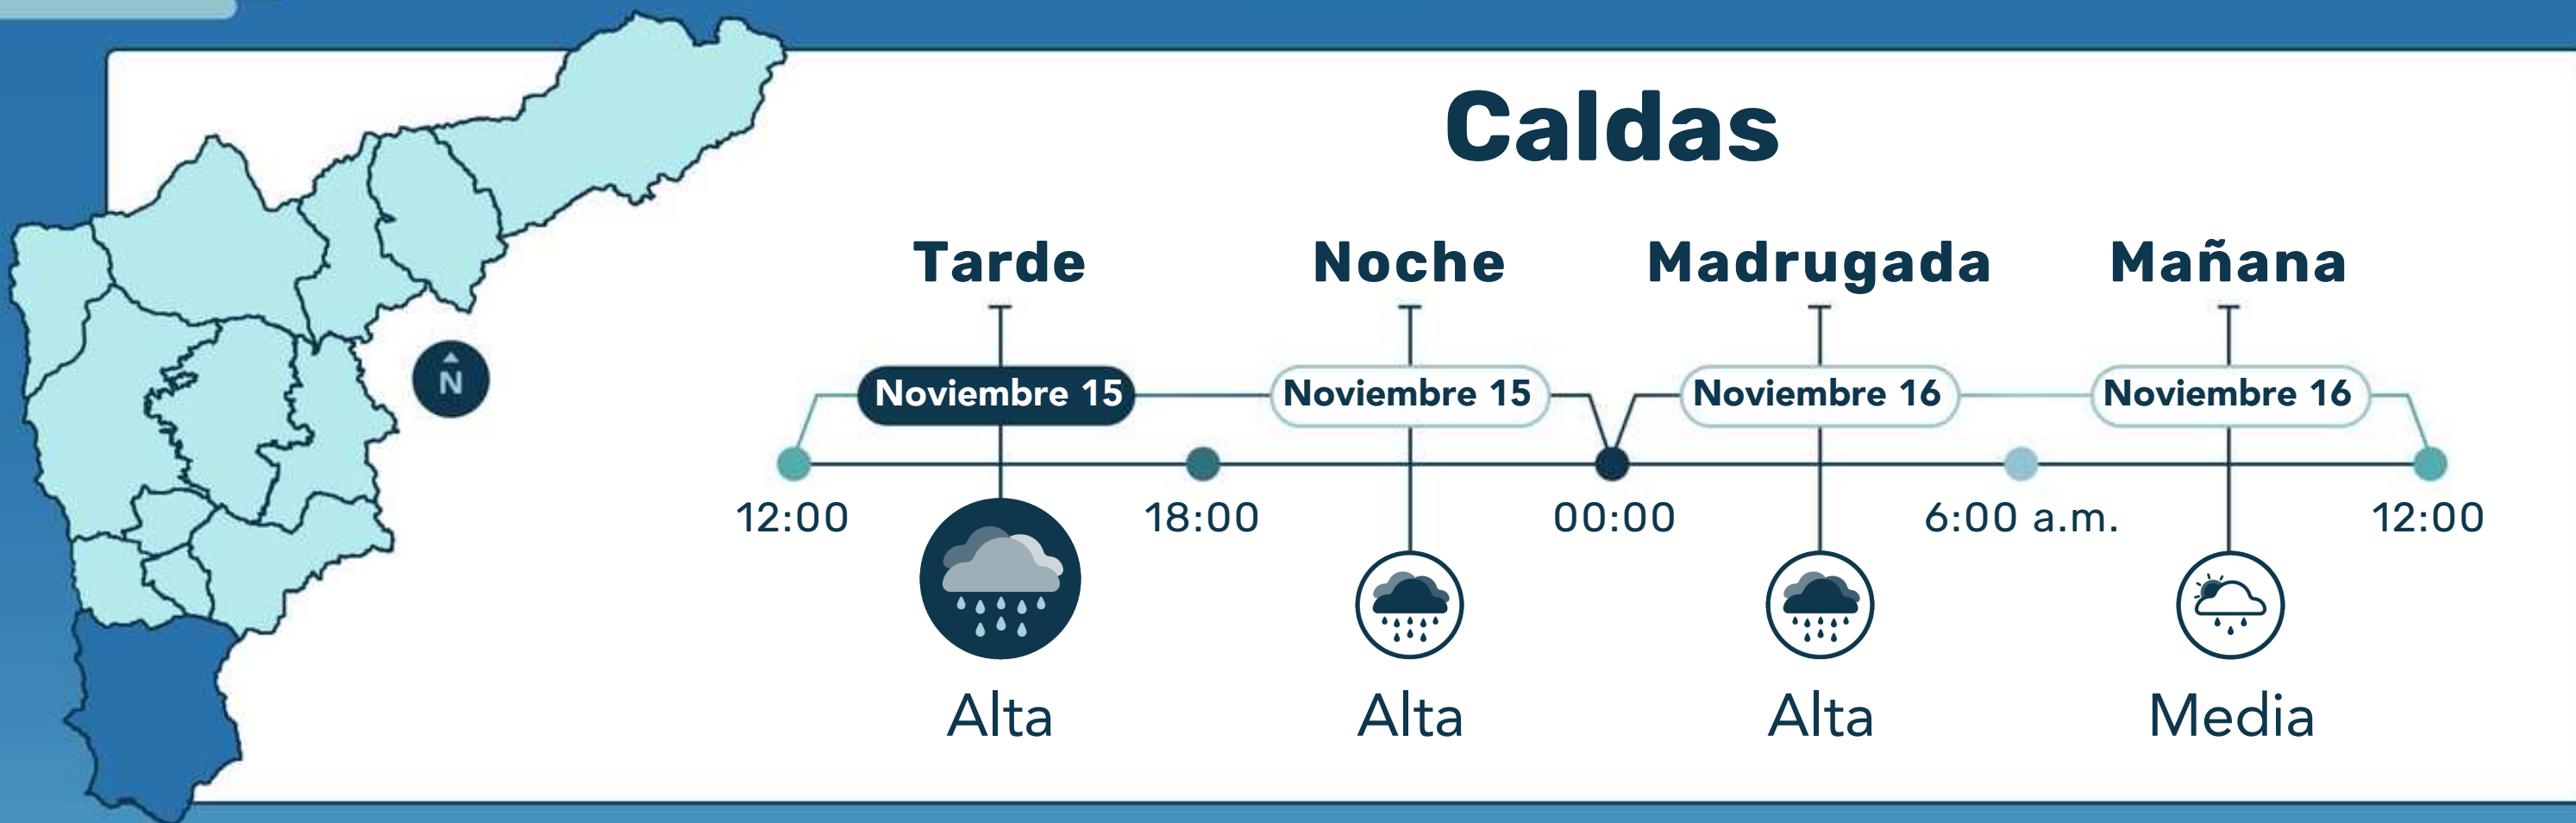 Caldas
Tarde Noche Madrugada Mañana
Noviembre 15 Noviembre 15 Noviembre 16 Noviembre 16
N
12:00 18:00 00:00 6:00 a.m. 12:00
Alta Alta Alta Media